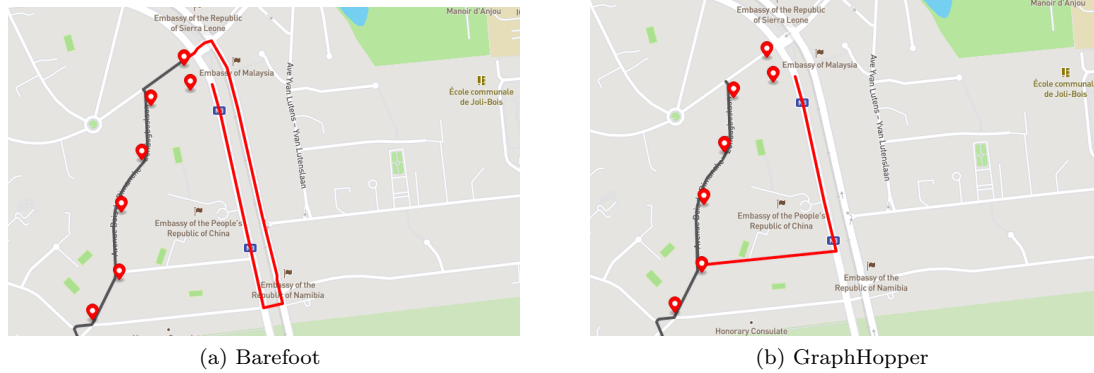 Embassy of the Republic
of Sierra Leone
Manoir d'Anjou
Embassy of Malaysia
École communale
de Joli-Bois
Ave Yvan Lutens – Yvan Lutenslaan
Embassy of the People's
Republic of China
Embassy of the
Republic of Namibia
(a) Barefoot
Embassy of the Republic
of Sierra Leone
Manoir d'Anjou
Embassy of Malaysia
École communale
de Joli-Bois
Ave Yvan Lutens – Yvan Lutenslaan
Embassy of the People's
Republic of China
Embassy of the
Republic of Namibia
Honorary Consulate
(b) GraphHopper